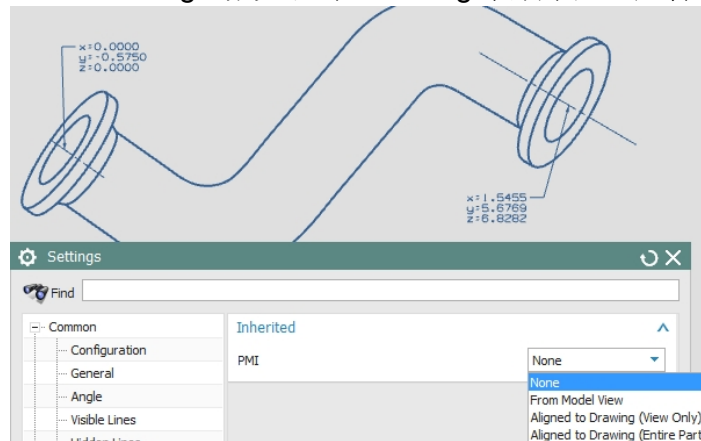 x=0.0000
y=-0.5750
z=0.0000
x=1.5455
y=5.6769
z=6.8282
Settings
Find
Common
Configuration
General
Angle
Visible Lines
Inherited
PMI
None
None
From Model View
Aligned to Drawing (View Only)
Aligned to Drawing (Entire Part